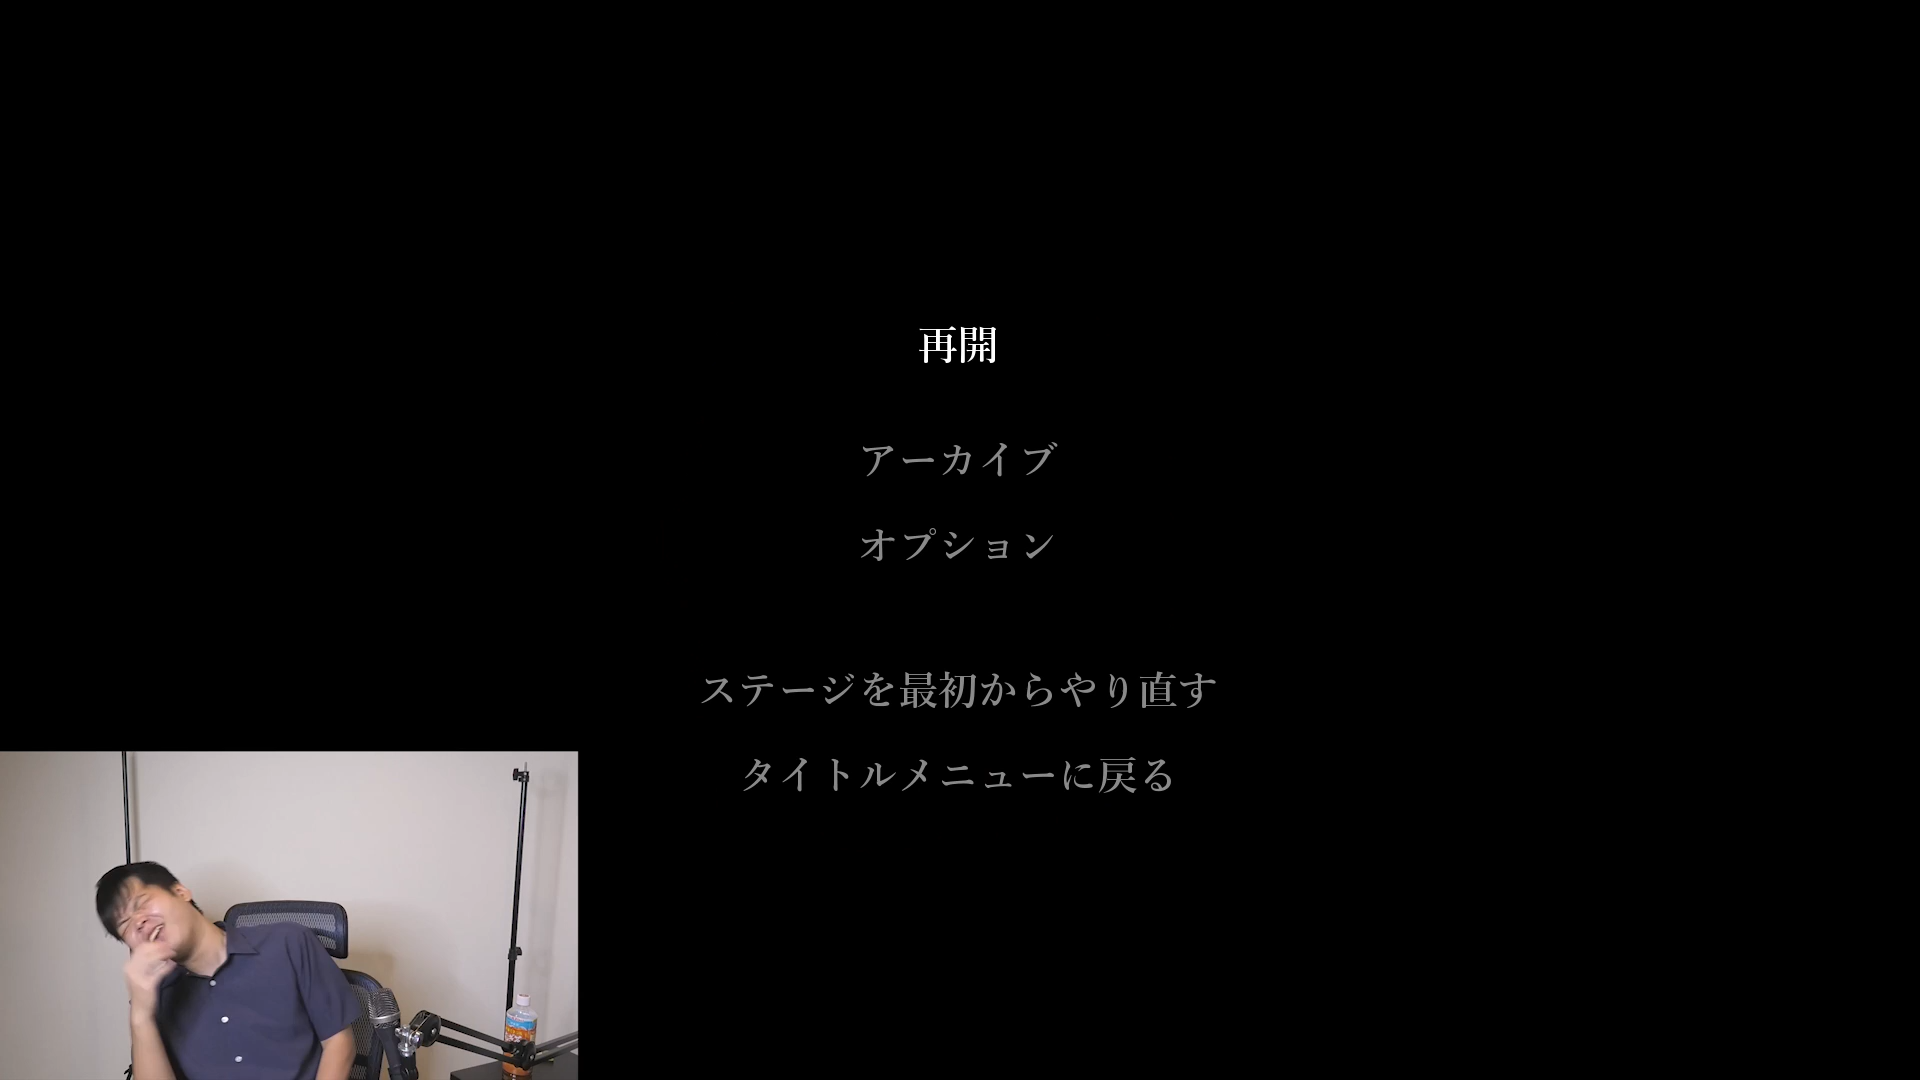 再開
アーカイブ
オプション
ステージを最初からやり直す
タイトルメニューに戻る